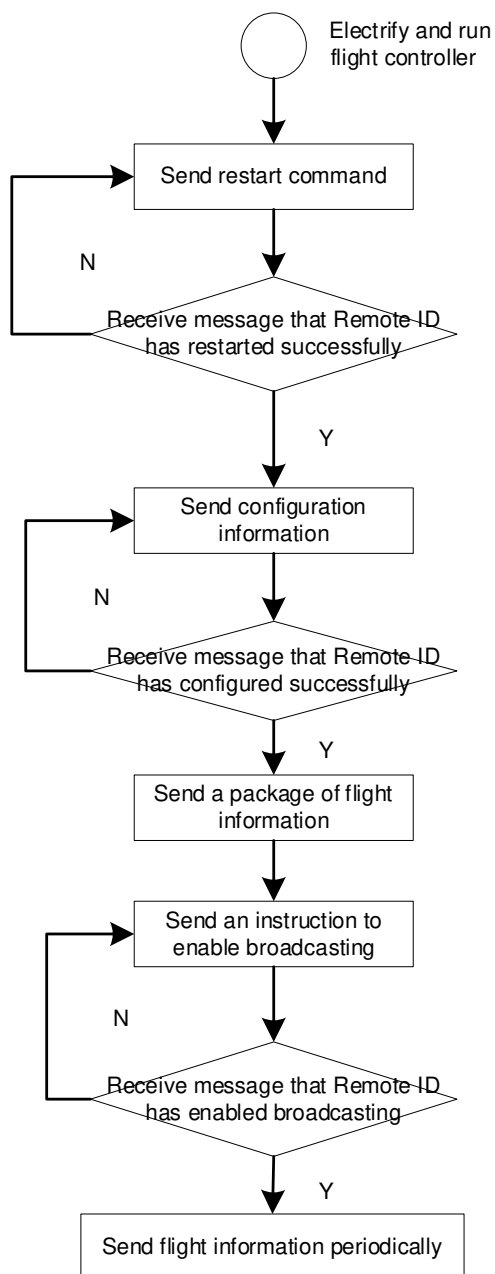 Electrify and run
flight controller
Send restart command
N
Receive message that Remote ID
has restarted successfully
Y
Send configuration
information
N
Receive message that Remote ID
has configured successfully
Y
Send a package of flight
information
Send an instruction to
enable broadcasting
N
Receive message that Remote ID
has enabled broadcasting
Y
Send flight information periodically